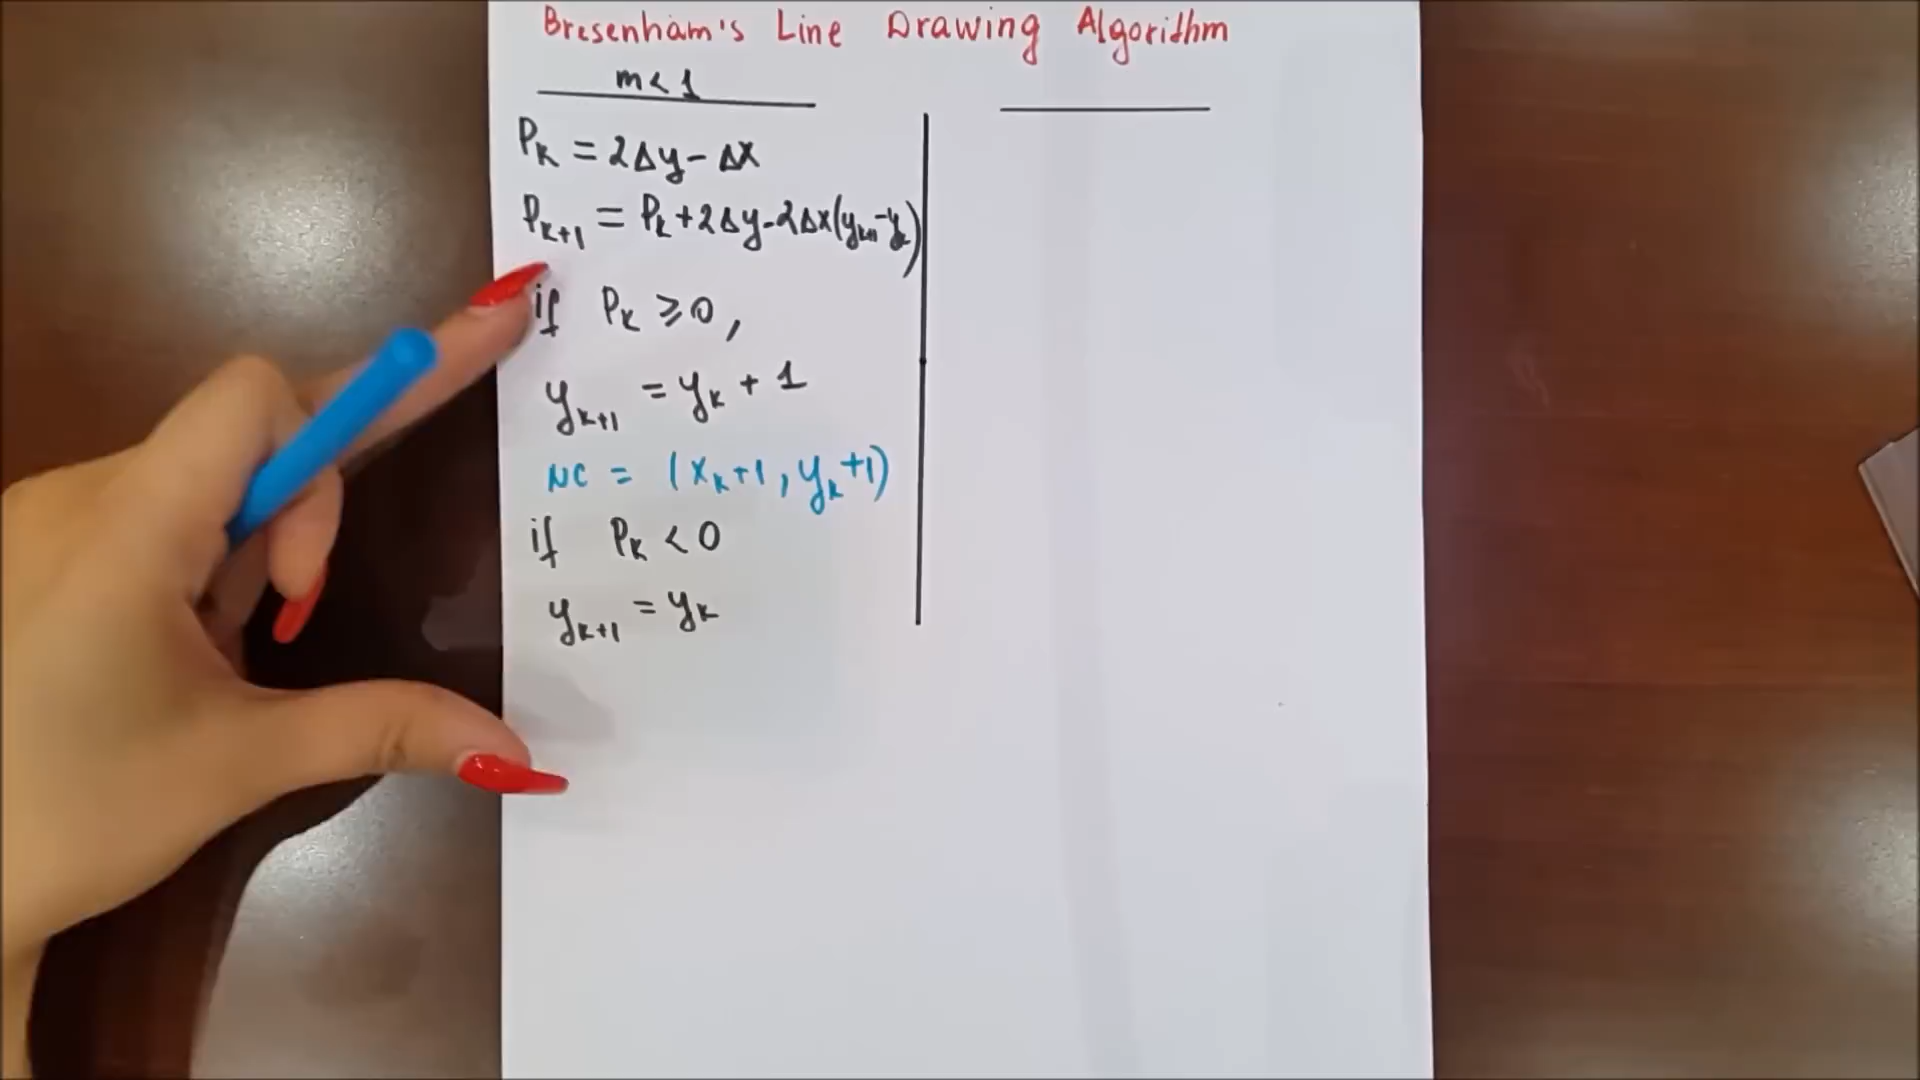 Bresenham's Line Drawing Algorithm
m < 1
Pk = 2Δy - Δx
Pk+1 = Pk + 2Δy - 2Δx(yk+1 - yk)
if Pk ≥ 0,
yk+1 = yk + 1
NC = (xk+1, yk+1)
if Pk < 0
yk+1 = yk